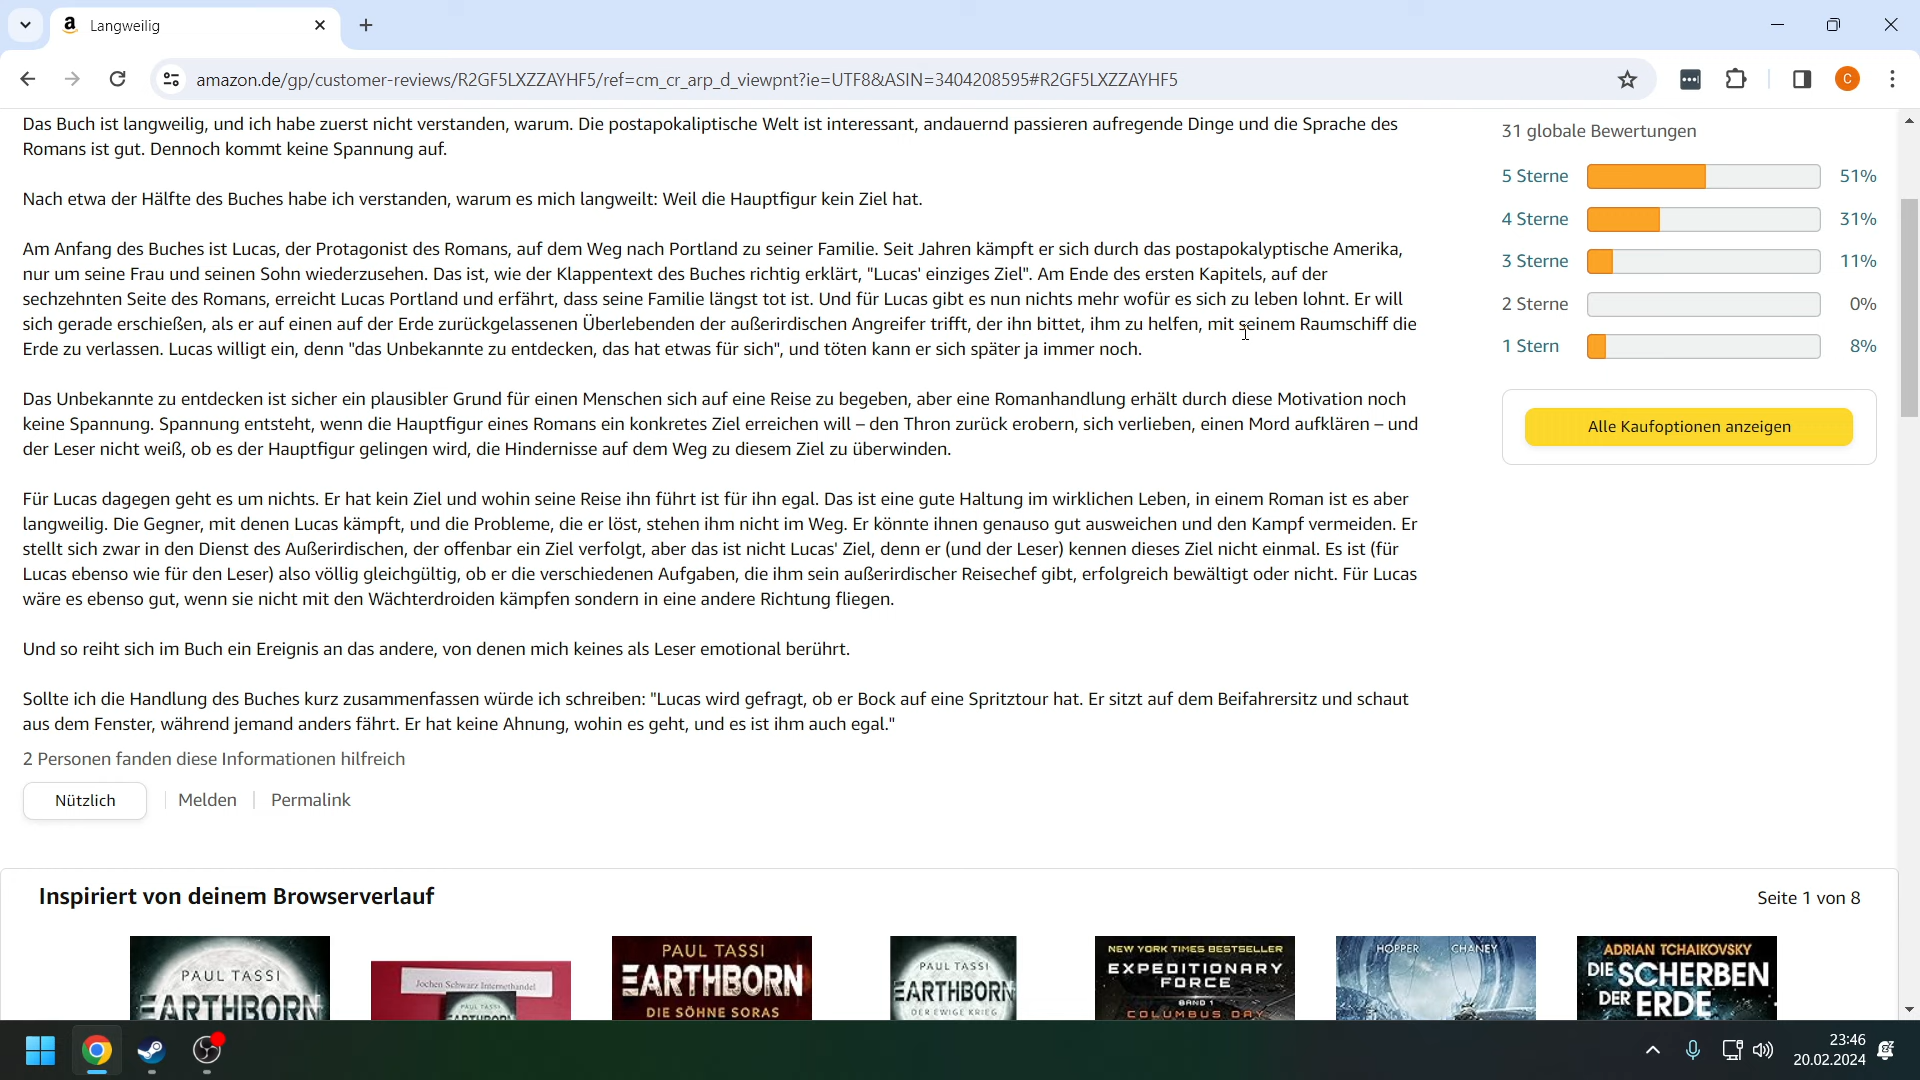 Langweilig
amazon.de/gp/customer-reviews/R2GF5LXZZAYHF5/ref=cm_cr_arp_d_viewpnt?ie=UTF8&ASIN=3404208595#R2GF5LXZZAYHF5
C
Das Buch ist langweilig, und ich habe zuerst nicht verstanden, warum. Die postapokaliptische Welt ist interessant, andauernd passieren aufregende Dinge und die Sprache des
Romans ist gut. Dennoch kommt keine Spannung auf.
Nach etwa der Hälfte des Buches habe ich verstanden, warum es mich langweilt: Weil die Hauptfigur kein Ziel hat.
Am Anfang des Buches ist Lucas, der Protagonist des Romans, auf dem Weg nach Portland zu seiner Familie. Seit Jahren kämpft er sich durch das postapokalyptische Amerika,
nur um seine Frau und seinen Sohn wiederzusehen. Das ist, wie der Klappentext des Buches richtig erklärt, "Lucas' einziges Ziel". Am Ende des ersten Kapitels, auf der
sechzehnten Seite des Romans, erreicht Lucas Portland und erfährt, dass seine Familie längst tot ist. Und für Lucas gibt es nun nichts mehr wofür es sich zu leben lohnt. Er will
sich gerade erschießen, als er auf einen auf der Erde zurückgelassenen Überlebenden der außerirdischen Angreifer trifft, der ihn bittet, ihm zu helfen, mit seinem Raumschiff die
Erde zu verlassen. Lucas willigt ein, denn "das Unbekannte zu entdecken, das hat etwas für sich", und töten kann er sich später ja immer noch.
Das Unbekannte zu entdecken ist sicher ein plausibler Grund für einen Menschen sich auf eine Reise zu begeben, aber eine Romanhandlung erhält durch diese Motivation noch
keine Spannung. Spannung entsteht, wenn die Hauptfigur eines Romans ein konkretes Ziel erreichen will – den Thron zurück erobern, sich verlieben, einen Mord aufklären – und
der Leser nicht weiß, ob es der Hauptfigur gelingen wird, die Hindernisse auf dem Weg zu diesem Ziel zu überwinden.
Für Lucas dagegen geht es um nichts. Er hat kein Ziel und wohin seine Reise ihn führt ist für ihn egal. Das ist eine gute Haltung im wirklichen Leben, in einem Roman ist es aber
langweilig. Die Gegner, mit denen Lucas kämpft, und die Probleme, die er löst, stehen ihm nicht im Weg. Er könnte ihnen genauso gut ausweichen und den Kampf vermeiden. Er
stellt sich zwar in den Dienst des Außerirdischen, der offenbar ein Ziel verfolgt, aber das ist nicht Lucas' Ziel, denn er (und der Leser) kennen dieses Ziel nicht einmal. Es ist (für
Lucas ebenso wie für den Leser) also völlig gleichgültig, ob er die verschiedenen Aufgaben, die ihm sein außerirdischer Reisechef gibt, erfolgreich bewältigt oder nicht. Für Lucas
wäre es ebenso gut, wenn sie nicht mit den Wächterdroiden kämpfen sondern in eine andere Richtung fliegen.
Und so reiht sich im Buch ein Ereignis an das andere, von denen mich keines als Leser emotional berührt.
Sollte ich die Handlung des Buches kurz zusammenfassen würde ich schreiben: "Lucas wird gefragt, ob er Bock auf eine Spritztour hat. Er sitzt auf dem Beifahrersitz und schaut
aus dem Fenster, während jemand anders fährt. Er hat keine Ahnung, wohin es geht, und es ist ihm auch egal."
2 Personen fanden diese Informationen hilfreich
Nützlich
Melden
Permalink
31 globale Bewertungen
5 Sterne 51%
4 Sterne 31%
3 Sterne 11%
2 Sterne 0%
1 Stern 8%
Alle Kaufoptionen anzeigen
Inspiriert von deinem Browserverlauf
Seite 1 von 8
PAUL TASSI
EARTHBORN
Jochen Schwarz Internethandel
PAUL TASSI
EARTHBORN
PAUL TASSI
EARTHBORN
DIE SÖHNE SORAS
PAUL TASSI
EARTHBORN
DER EWIGE KRIEG
NEW YORK TIMES BESTSELLER
EXPEDITIONARY
FORCE
BAND 1
COLUMBUS DAY
HOPPER CHANEY
ADRIAN TCHAIKOVSKY
DIE SCHERBEN
DER ERDE
23:46
20.02.2024